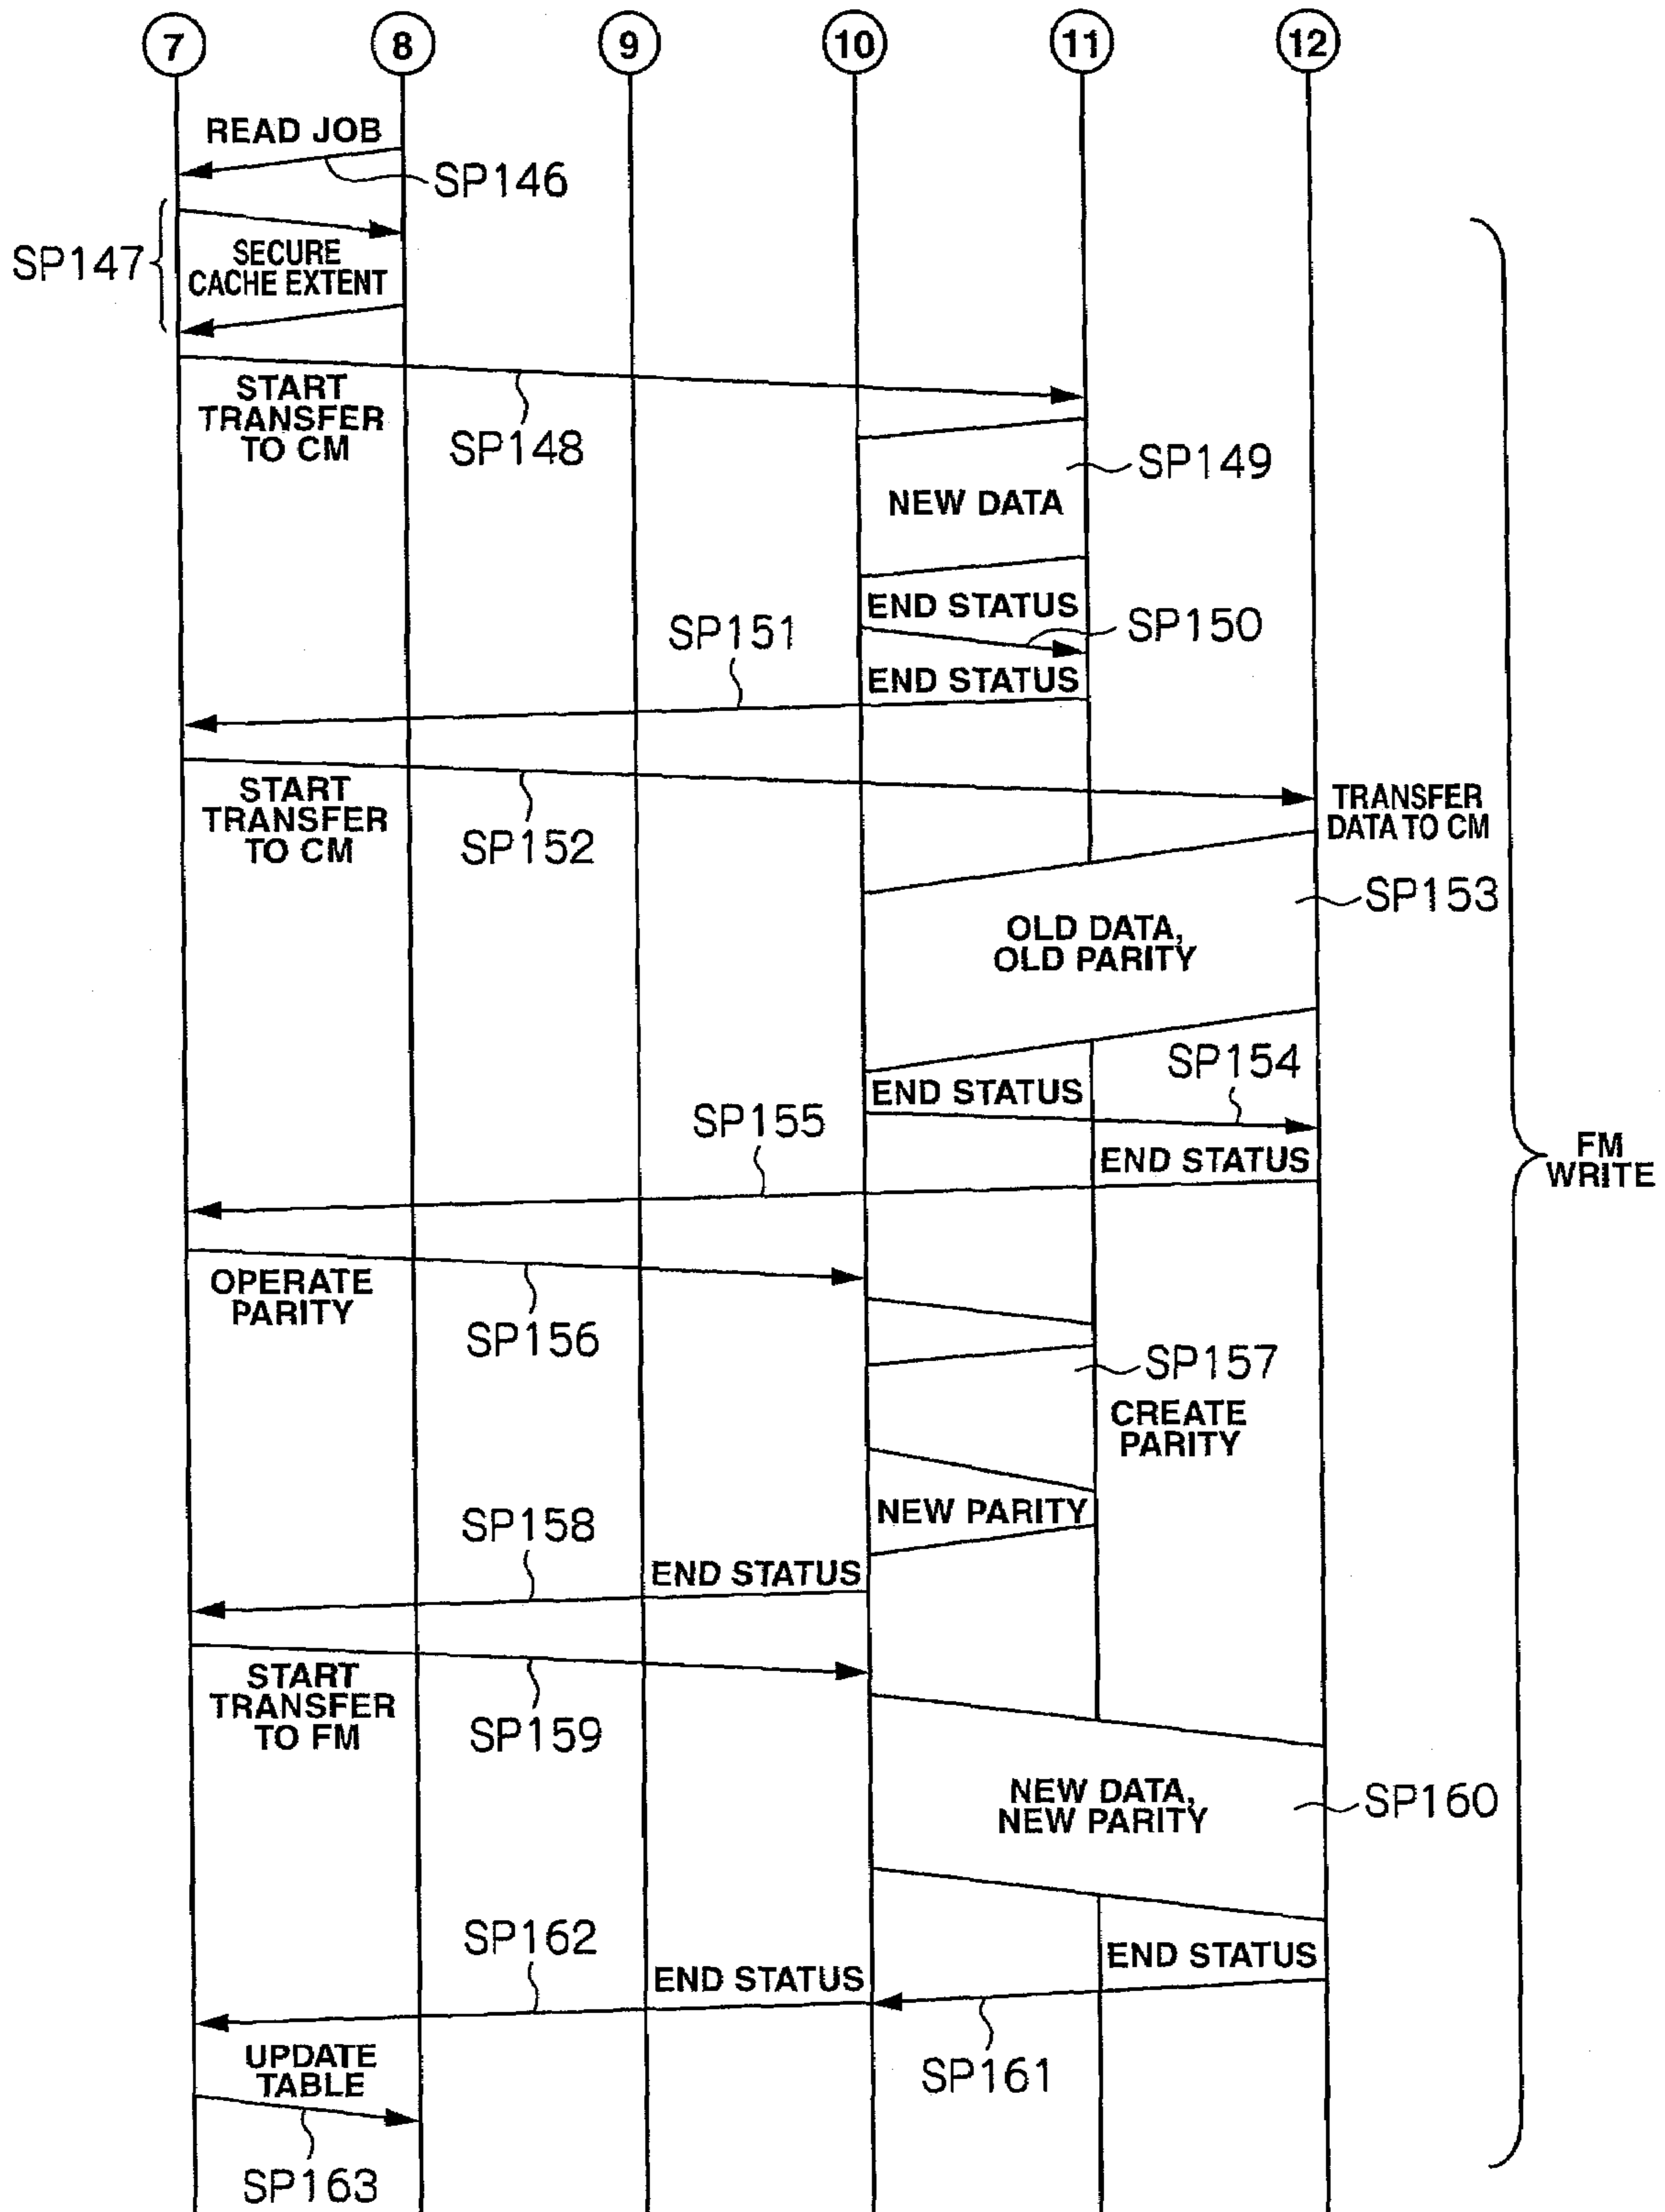 7 8 9 10 11 12
READ JOB
SP146
SP147
SECURE
CACHE EXTENT
START
TRANSFER
TO CM
SP148
SP149
NEW DATA
END STATUS
SP150
SP151
END STATUS
START
TRANSFER
TO CM
SP152
TRANSFER
DATA TO CM
SP153
OLD DATA,
OLD PARITY
SP154
END STATUS
SP155
END STATUS
FM
WRITE
OPERATE
PARITY
SP156
SP157
CREATE
PARITY
NEW PARITY
SP158
END STATUS
START
TRANSFER
TO FM
SP159
NEW DATA,
NEW PARITY
SP160
SP162
END STATUS
END STATUS
SP161
UPDATE
TABLE
SP163